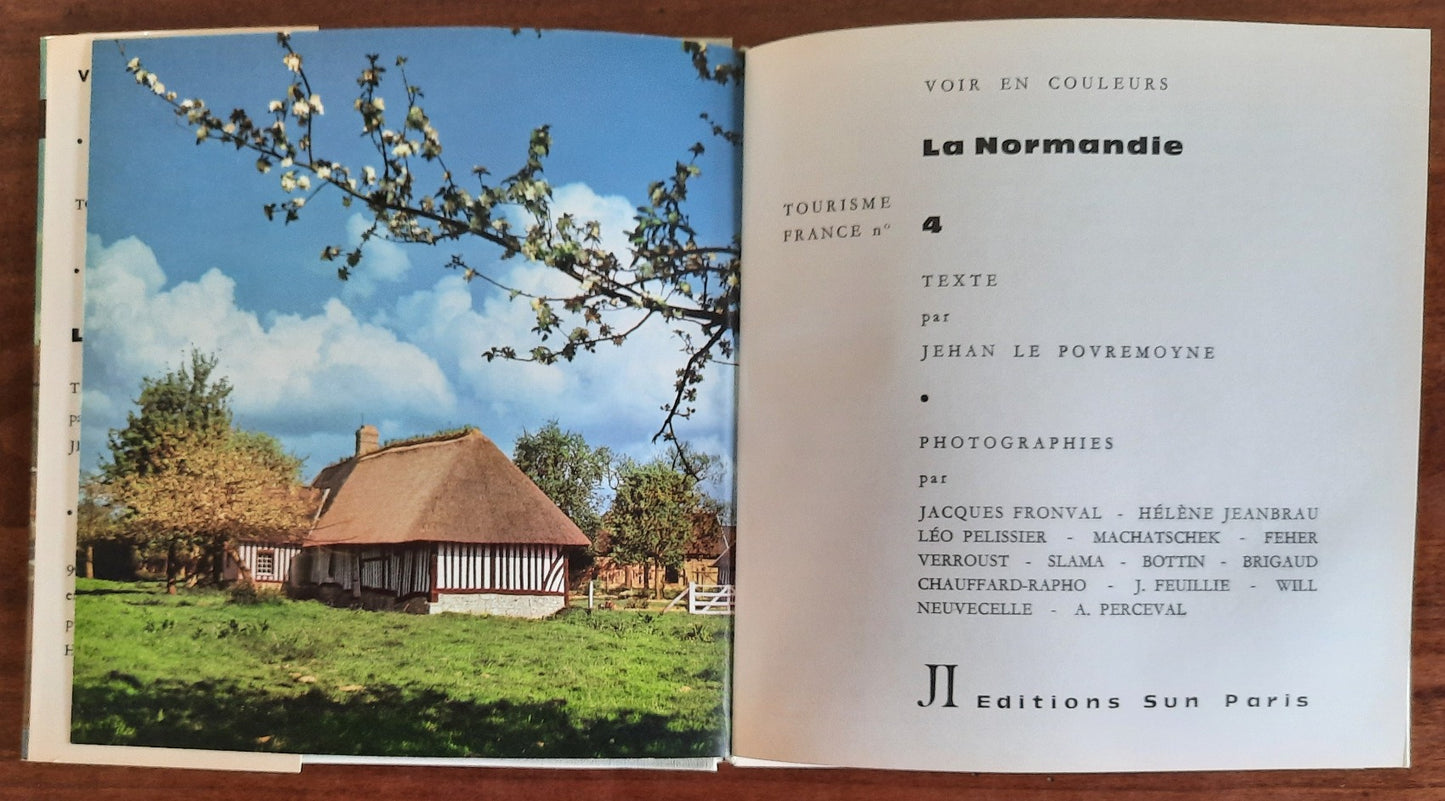 VOIR EN COULEURS
La Normandie
TOURISME
FRANCE nº
4
TEXTE
par
JEHAN LE POVREMOYNE
•
PHOTOGRAPHIES
par
JACQUES FRONVAL - HÉLÈNE JEANBRAU
LÉO PELISSIER - MACHATSCHEK - FEHER
VERROUST - SLAMA - BOTTIN - BRIGAUD
CHAUFFARD-RAPHO - J. FEUILLIE - WILL
NEUVECELLE - A. PERCEVAL
Editions Sun Paris